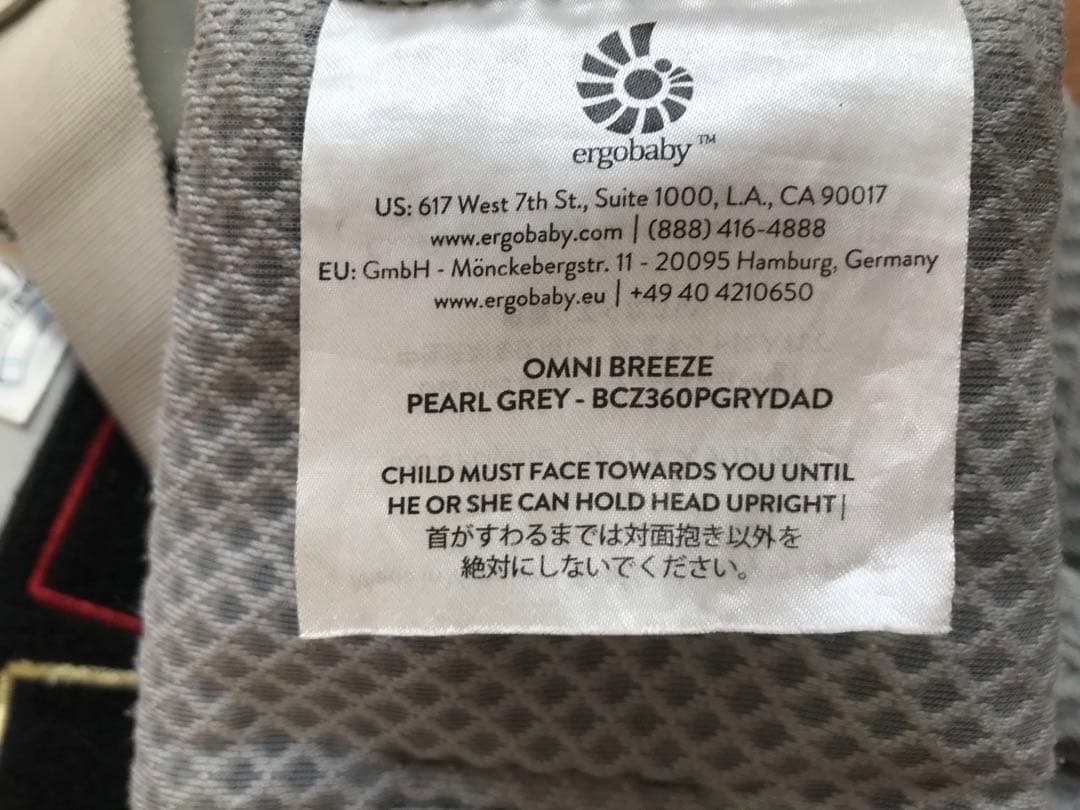 ergobaby™
US: 617 West 7th St., Suite 1000, L.A., CA 90017
www.ergobaby.com | (888) 416-4888
EU: GmbH - Mönckebergstr. 11 - 20095 Hamburg, Germany
www.ergobaby.eu | +49 40 4210650
OMNI BREEZE
PEARL GREY - BCZ360PGRYDAD
CHILD MUST FACE TOWARDS YOU UNTIL
HE OR SHE CAN HOLD HEAD UPRIGHT |
首がすわるまでは対面抱き以外を
絶対にしないでください。